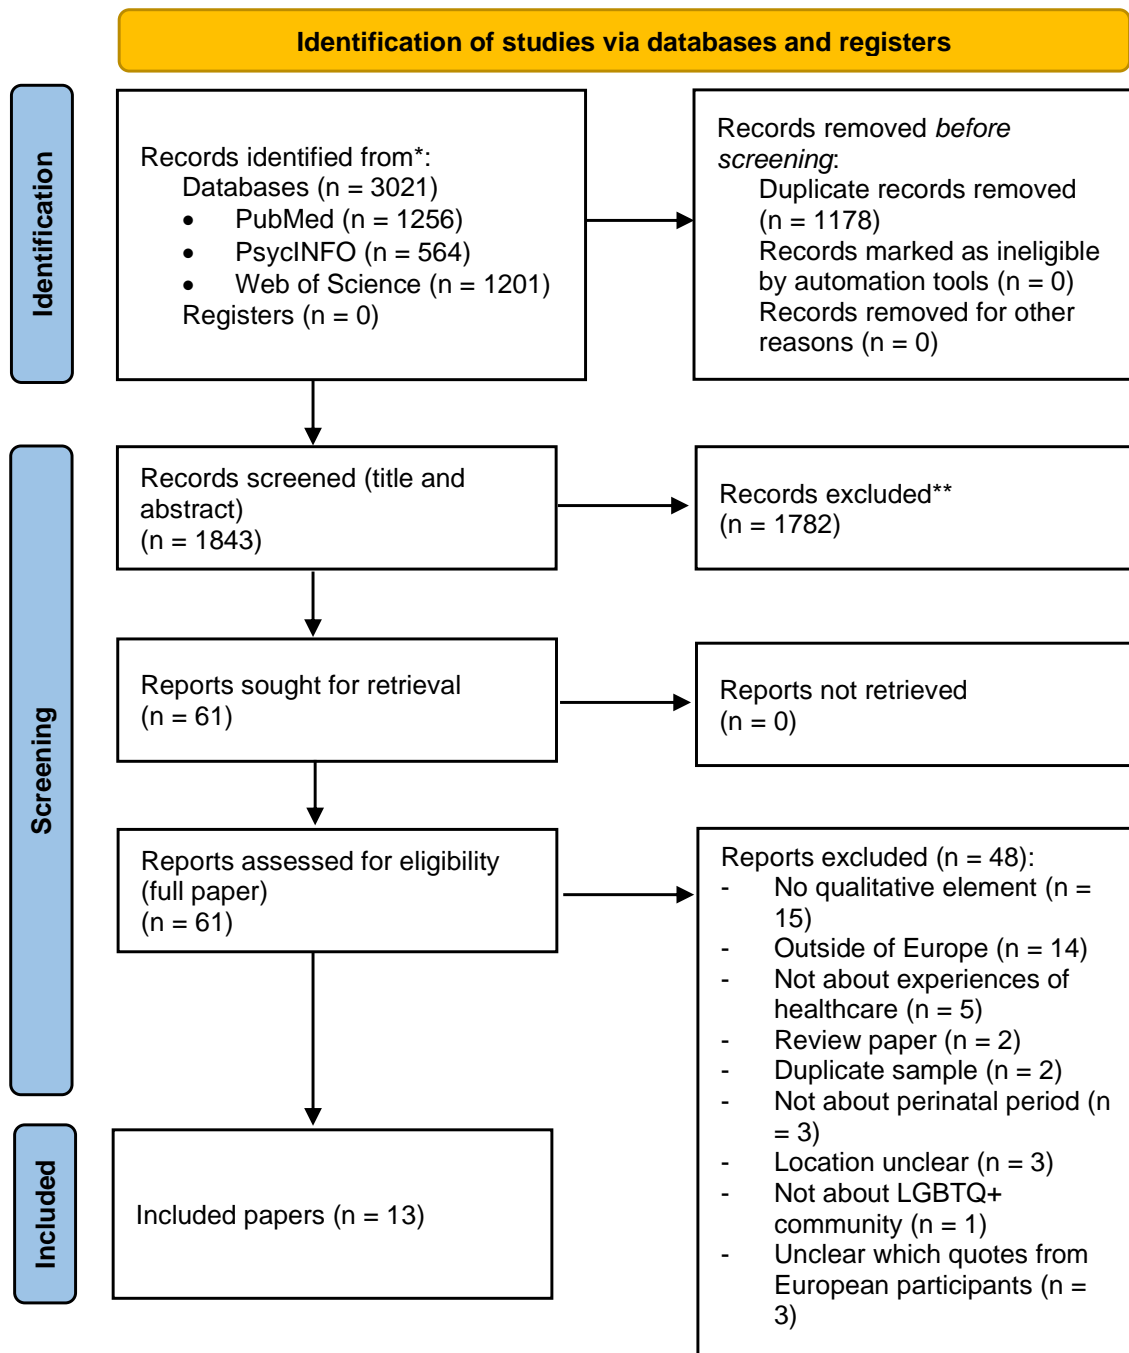 Identification of studies via databases and registers
Identification
Records identified from*:
Databases (n = 3021)
• PubMed (n = 1256)
• PsycINFO (n = 564)
• Web of Science (n = 1201)
Registers (n = 0)
Records removed before
screening:
Duplicate records removed
(n = 1178)
Records marked as ineligible
by automation tools (n = 0)
Records removed for other
reasons (n = 0)
Screening
Records screened (title and
abstract)
(n = 1843)
Records excluded**
(n = 1782)
Reports sought for retrieval
(n = 61)
Reports not retrieved
(n = 0)
Reports assessed for eligibility
(full paper)
(n = 61)
Reports excluded (n = 48):
- No qualitative element (n =
15)
- Outside of Europe (n = 14)
- Not about experiences of
healthcare (n = 5)
- Review paper (n = 2)
- Duplicate sample (n = 2)
- Not about perinatal period (n
= 3)
- Location unclear (n = 3)
- Not about LGBTQ+
community (n = 1)
- Unclear which quotes from
European participants (n =
3)
Included
Included papers (n = 13)